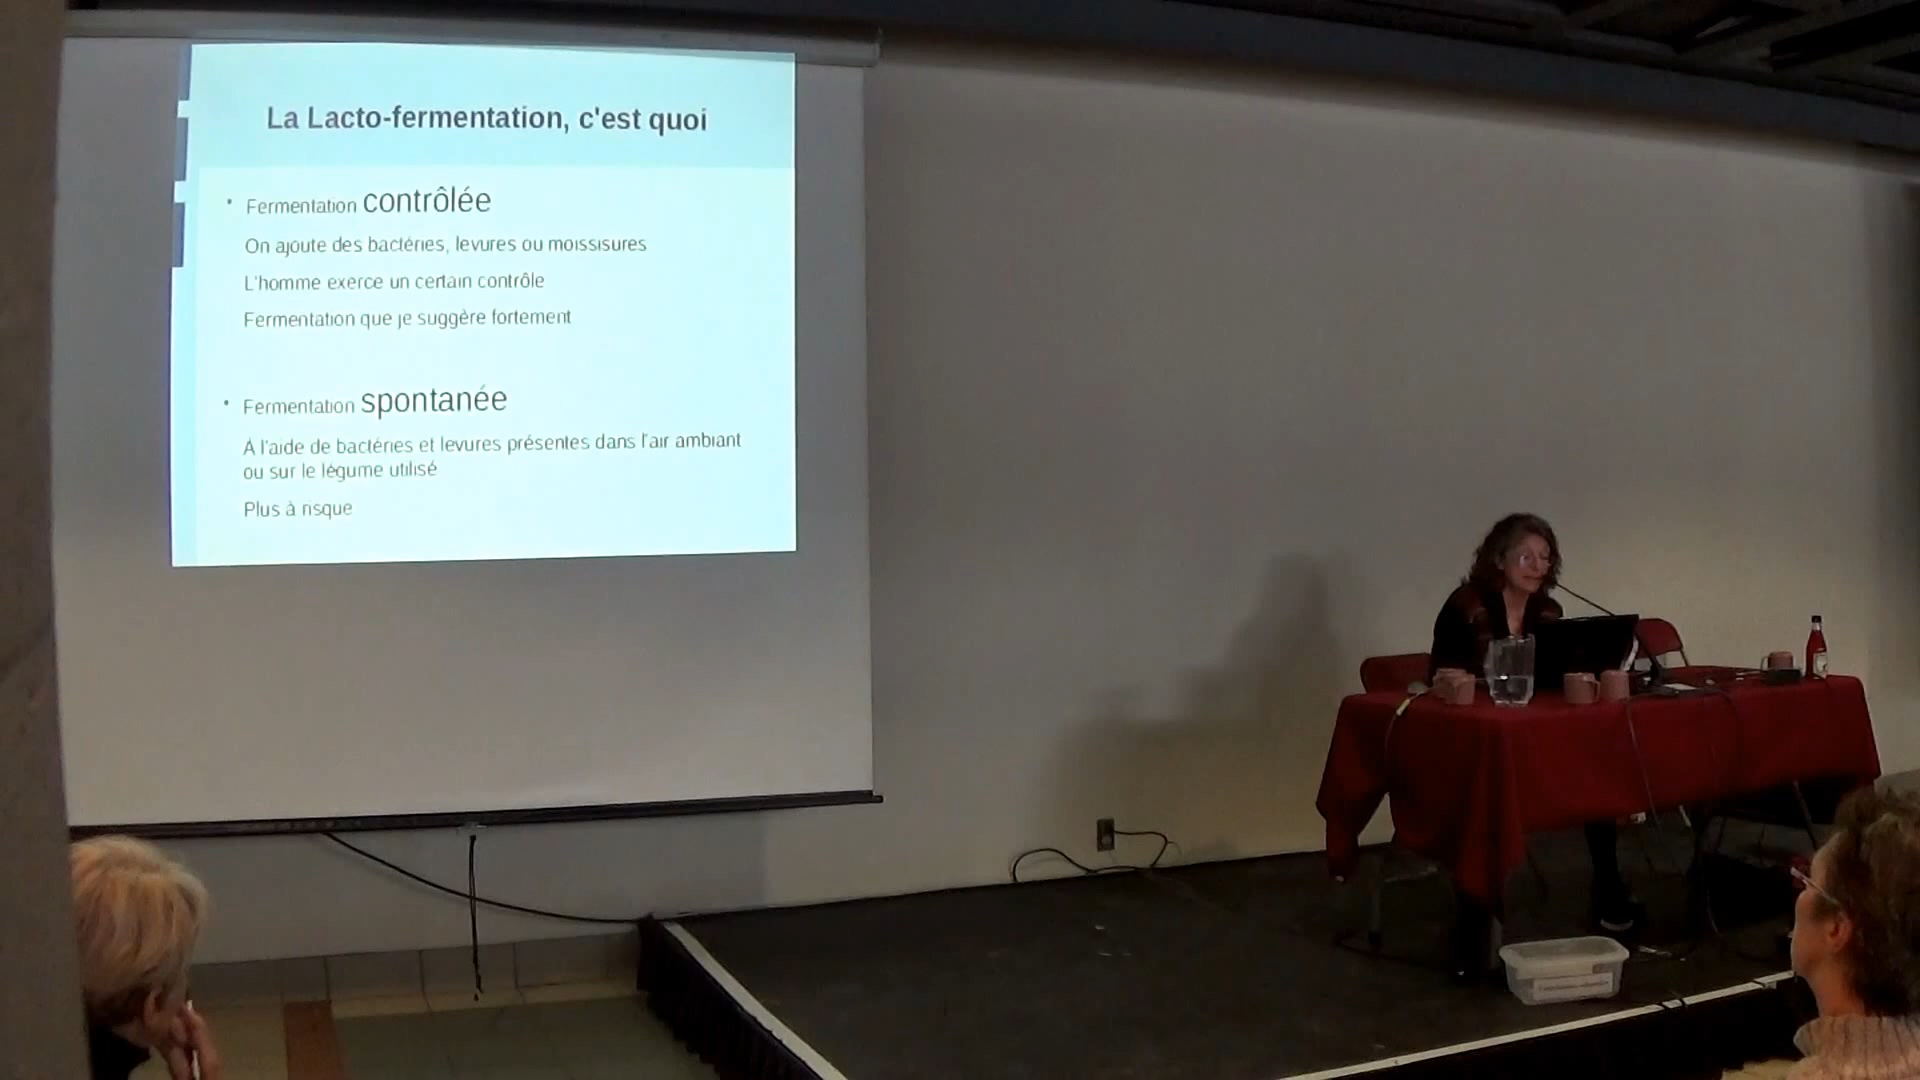 La Lacto-fermentation, c'est quoi
• Fermentation contrôlée
On ajoute des bactéries, levures ou moissisures
L'homme exerce un certain contrôle
Fermentation que je suggère fortement
• Fermentation spontanée
À l'aide de bactéries et levures présentes dans l'air ambiant
ou sur le légume utilisé
Plus à risque